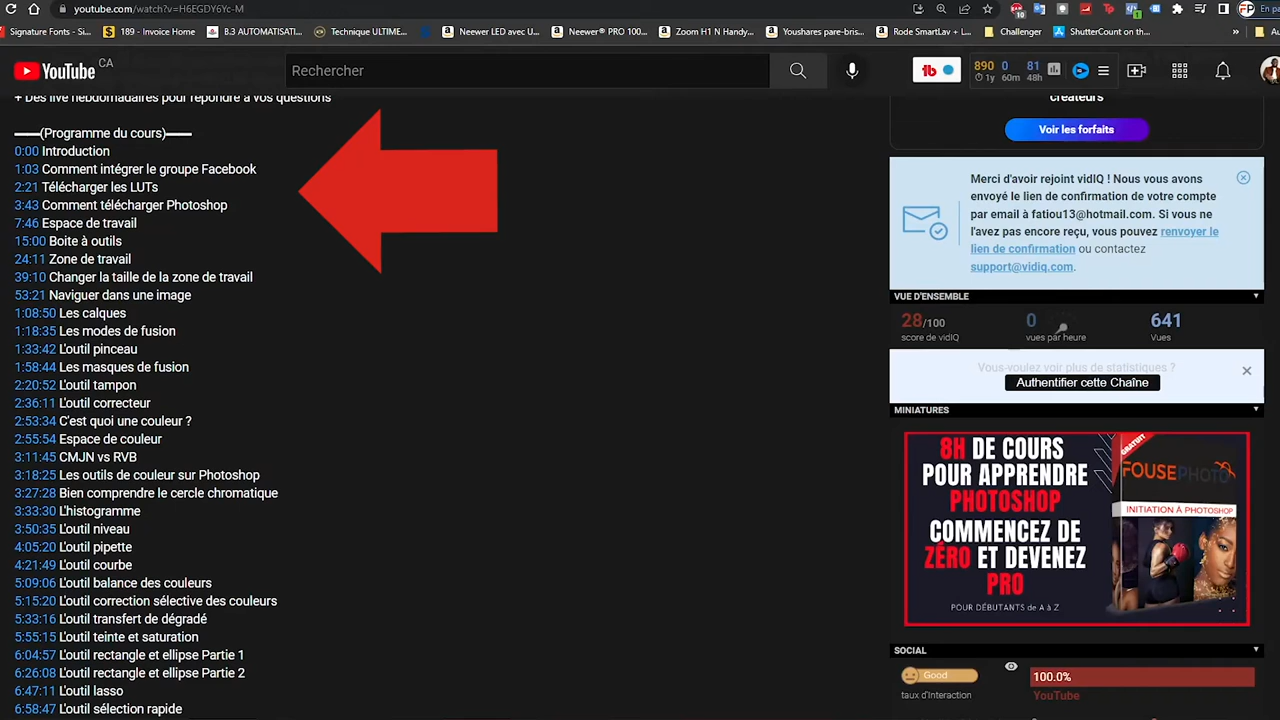 youtube.com/watch?v=H6EGDY6Yc-M
En pa
Signature Fonts - Si...
189 - Invoice Home
B.3 AUTOMATISATI...
Technique ULTIME...
Neewer LED avec U...
Neewer® PRO 100...
Zoom H1 N Handy...
Youshares pare-bris...
Rode SmartLav + Li...
Challenger
ShutterCount on th...
YouTube CA
Rechercher
890 0 81
1y 60m 48h
+ Des live hebdomadaires pour répondre à vos questions
(Programme du cours)
0:00 Introduction
1:03 Comment intégrer le groupe Facebook
2:21 Télécharger les LUTs
3:43 Comment télécharger Photoshop
7:46 Espace de travail
15:00 Boite à outils
24:11 Zone de travail
39:10 Changer la taille de la zone de travail
53:21 Naviguer dans une image
1:08:50 Les calques
1:18:35 Les modes de fusion
1:33:42 L'outil pinceau
1:58:44 Les masques de fusion
2:20:52 L'outil tampon
2:36:11 L'outil correcteur
2:53:34 C'est quoi une couleur ?
2:55:54 Espace de couleur
3:11:45 CMJN vs RVB
3:18:25 Les outils de couleur sur Photoshop
3:27:28 Bien comprendre le cercle chromatique
3:33:30 L'histogramme
3:50:35 L'outil niveau
4:05:20 L'outil pipette
4:21:49 L'outil courbe
5:09:06 L'outil balance des couleurs
5:15:20 L'outil correction sélective des couleurs
5:33:16 L'outil transfert de dégradé
5:55:15 L'outil teinte et saturation
6:04:57 L'outil rectangle et ellipse Partie 1
6:26:08 L'outil rectangle et ellipse Partie 2
6:47:11 L'outil lasso
6:58:47 L'outil sélection rapide
créateurs
Voir les forfaits
Merci d'avoir rejoint vidIQ ! Nous vous avons
envoyé le lien de confirmation de votre compte
par email à fatiou13@hotmail.com. Si vous ne
l'avez pas encore reçu, vous pouvez renvoyer le
lien de confirmation ou contactez
support@vidiq.com.
VUE D'ENSEMBLE
28/100
score de vidIQ
0
vues par heure
641
Vues
Vous-voulez voir plus de statistiques ?
Authentifier cette Chaîne
MINIATURES
8H DE COURS
POUR APPRENDRE
PHOTOSHOP
COMMENCEZ DE
ZÉRO ET DEVENEZ
PRO
POUR DÉBUTANTS de A à Z
GRATUIT
FOUSEPHOTO
INITIATION À PHOTOSHOP
SOCIAL
Good
taux d'Interaction
100.0%
YouTube